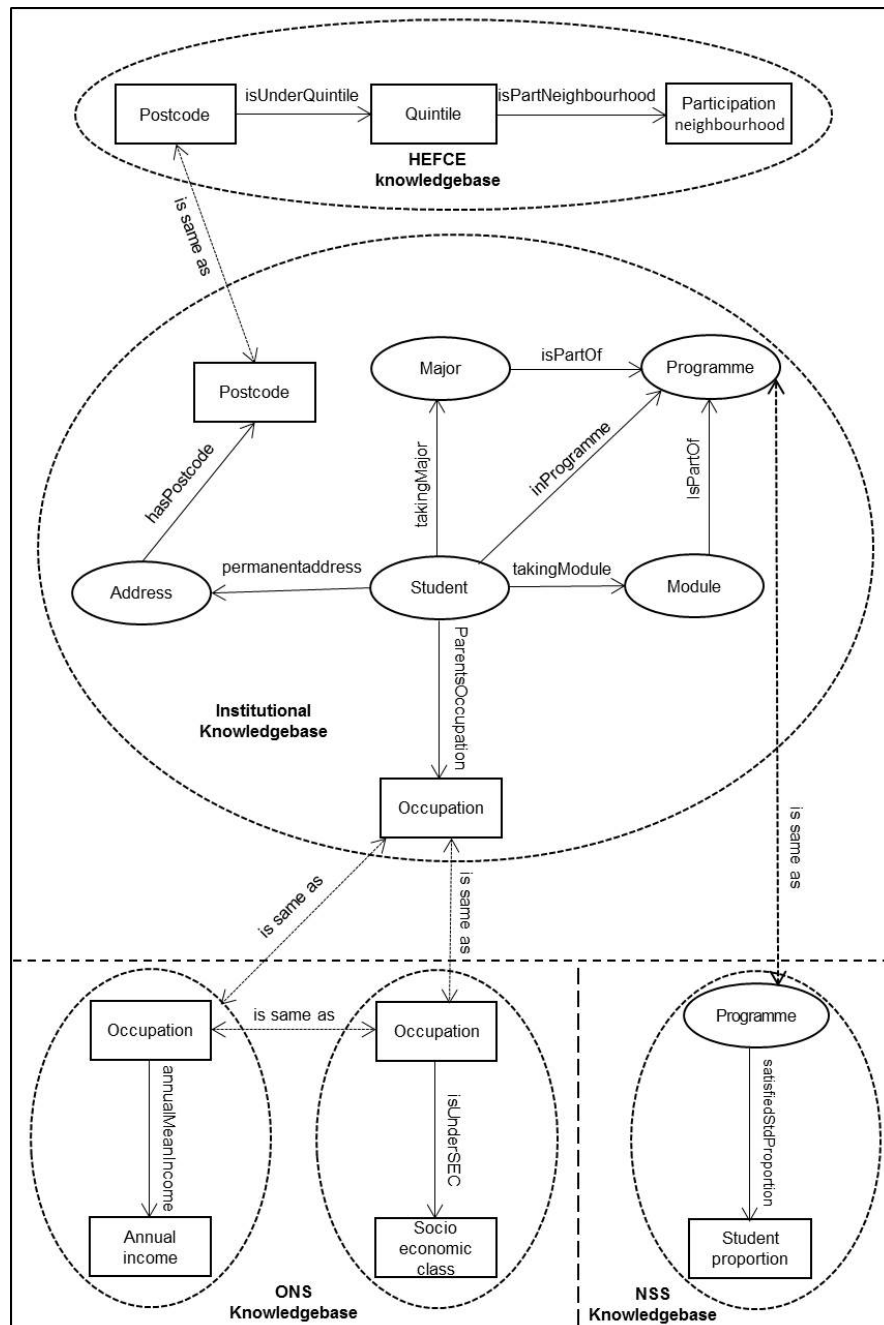 isUnderQuintile
isPartNeighbourhood
Postcode
Quintile
Participation
neighbourhood
HEFCE
knowledgebase
is same as
Postcode
Major
isPartOf
Programme
hasPostcode
takingMajor
inProgramme
IsPartOf
permanentaddress
takingModule
Address
Student
Module
ParentsOccupation
Institutional
Knowledgebase
Occupation
is same as
is same as
is same as
is same as
Occupation
Occupation
Programme
annualMeanIncome
isUnderSEC
satisfiedStdProportion
Annual
income
Socio
economic
class
Student
proportion
ONS
Knowledgebase
NSS
Knowledgebase